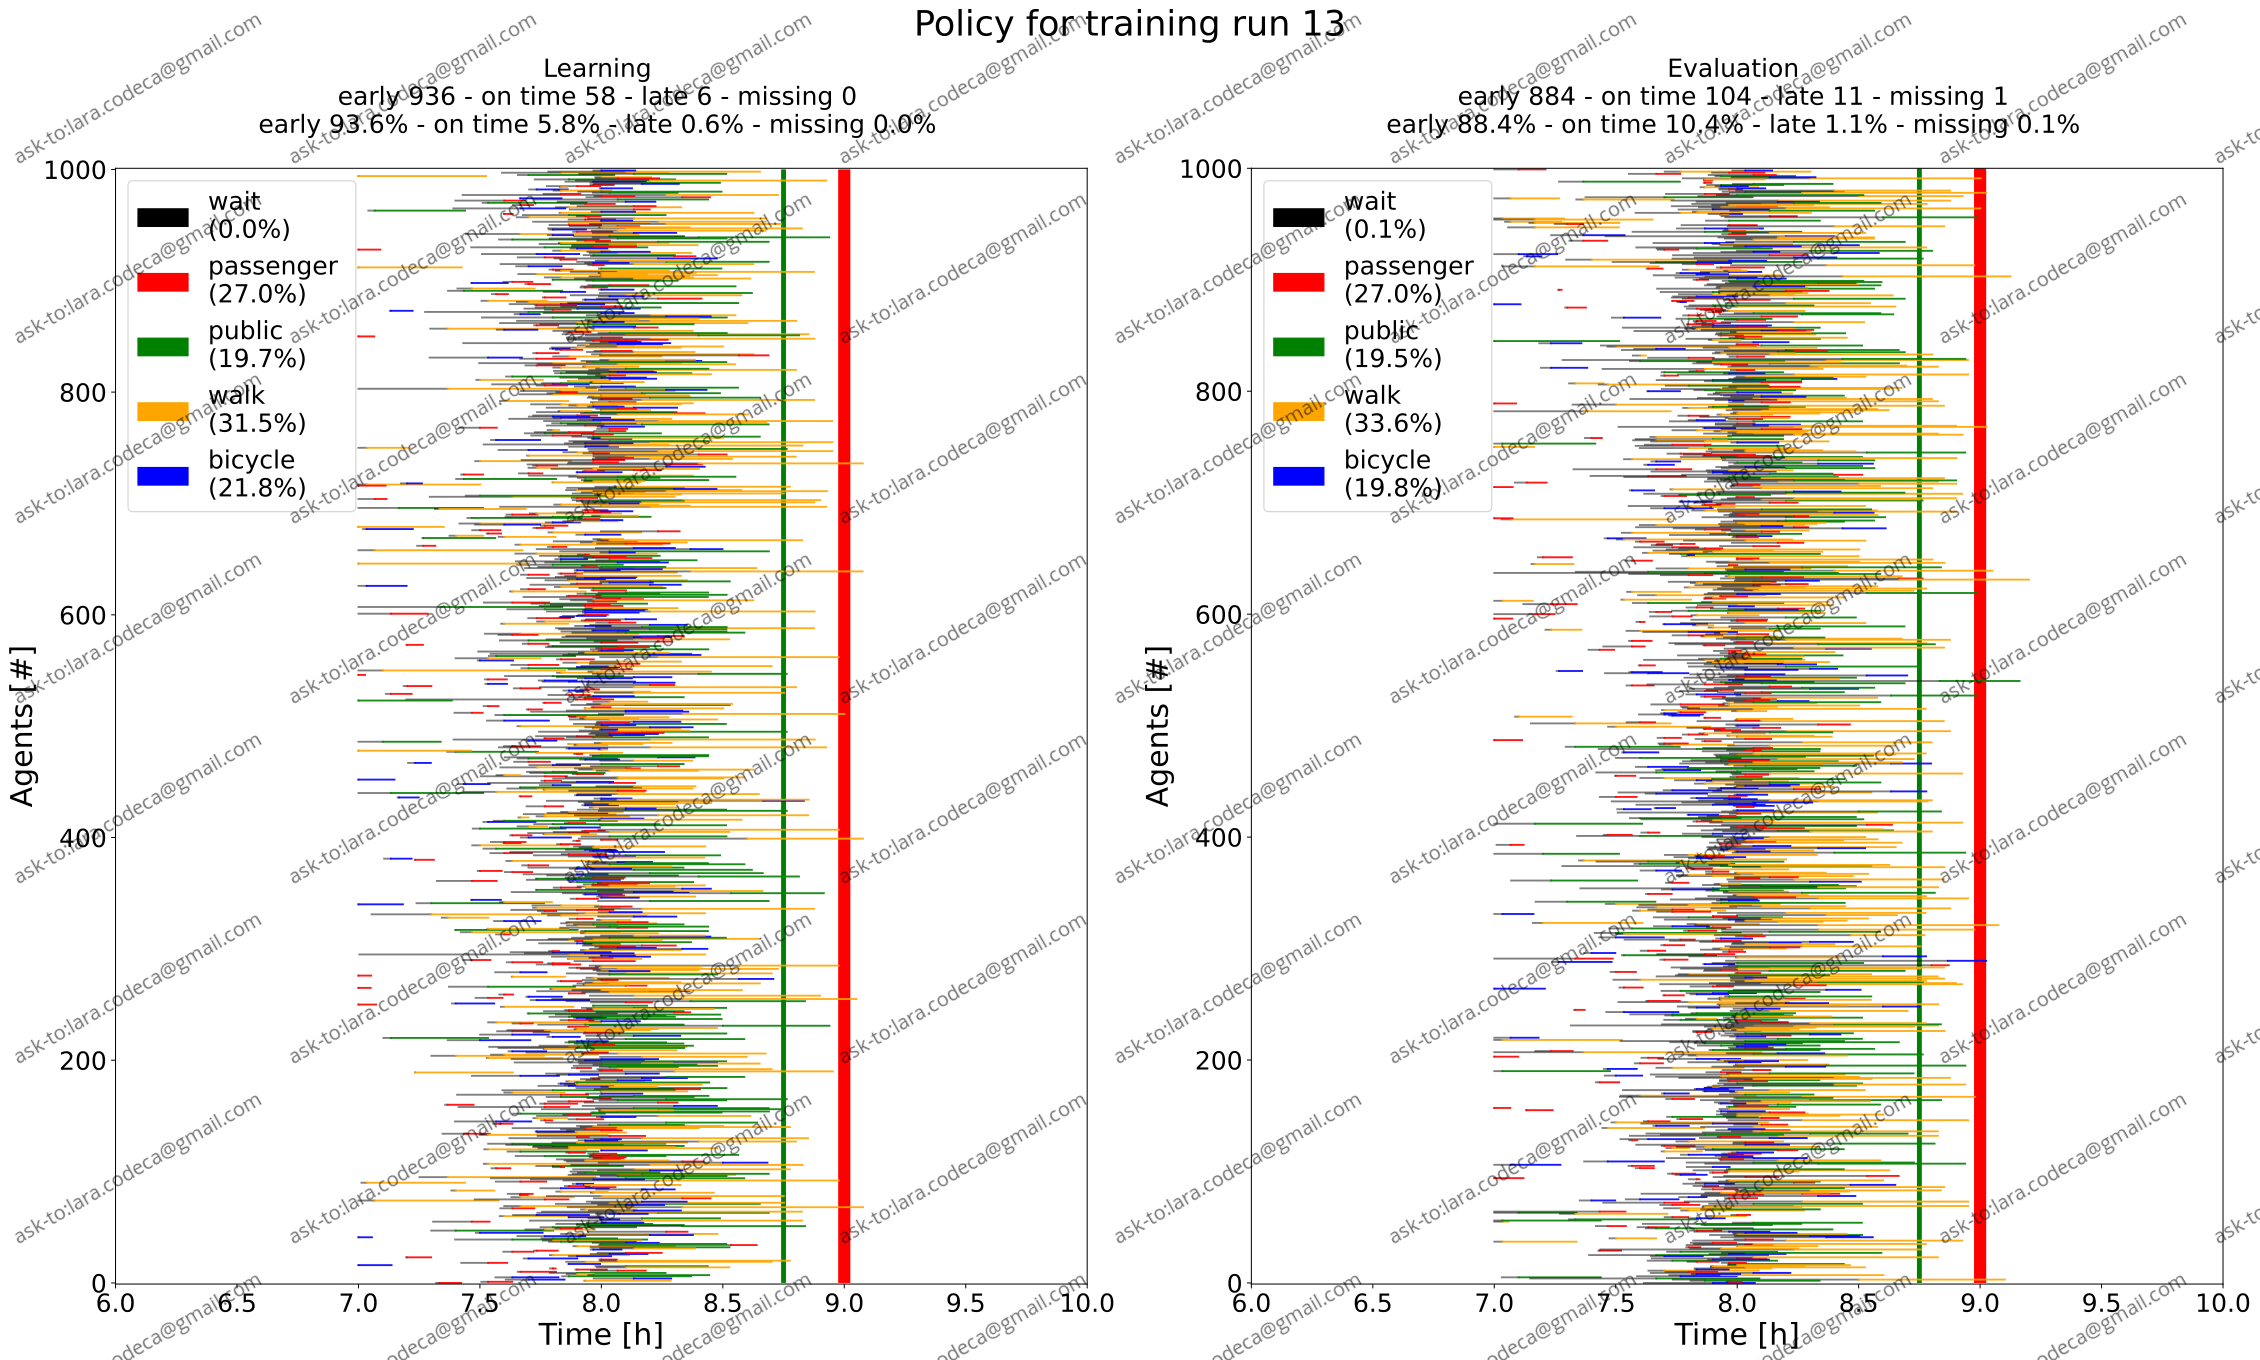 Policy for training run 13
Learning
early 936 - on time 58 - late 6 - missing 0
early 93.6% - on time 5.8% - late 0.6% - missing 0.0%
1000
800
600
400
200
0
Agents [#]
wait
(0.0%)
passenger
(27.0%)
public
(19.7%)
walk
(31.5%)
bicycle
(21.8%)
6.0 6.5 7.0 7.5 8.0 8.5 9.0 9.5 10.0
Time [h]
Evaluation
early 884 - on time 104 - late 11 - missing 1
early 88.4% - on time 10.4% - late 1.1% - missing 0.1%
1000
800
600
400
200
0
Agents [#]
wait
(0.1%)
passenger
(27.0%)
public
(19.5%)
walk
(33.6%)
bicycle
(19.8%)
6.0 6.5 7.0 7.5 8.0 8.5 9.0 9.5 10.0
Time [h]
ask-to:lara.codeca@gmail.com